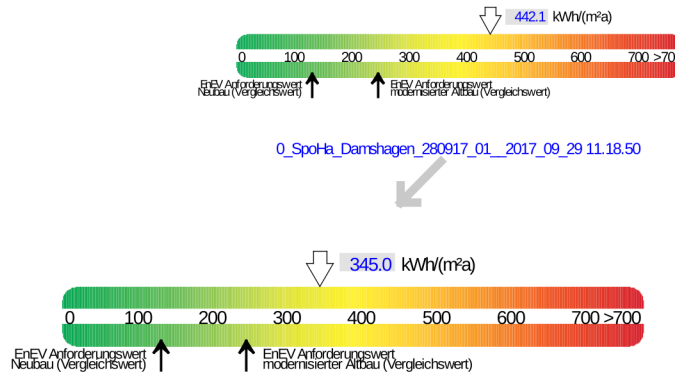 442.1 kWh/(m²a)
0 100 200 300 400 500 600 700 >700
EnEV Anforderungswert
Neubau (Vergleichswert)
EnEV Anforderungswert
modernisierter Altbau (Vergleichswert)
0_SpoHa_Damshagen_280917_01__2017_09_29 11.18.50
345.0 kWh/(m²a)
0 100 200 300 400 500 600 700 >700
EnEV Anforderungswert
Neubau (Vergleichswert)
EnEV Anforderungswert
modernisierter Altbau (Vergleichswert)